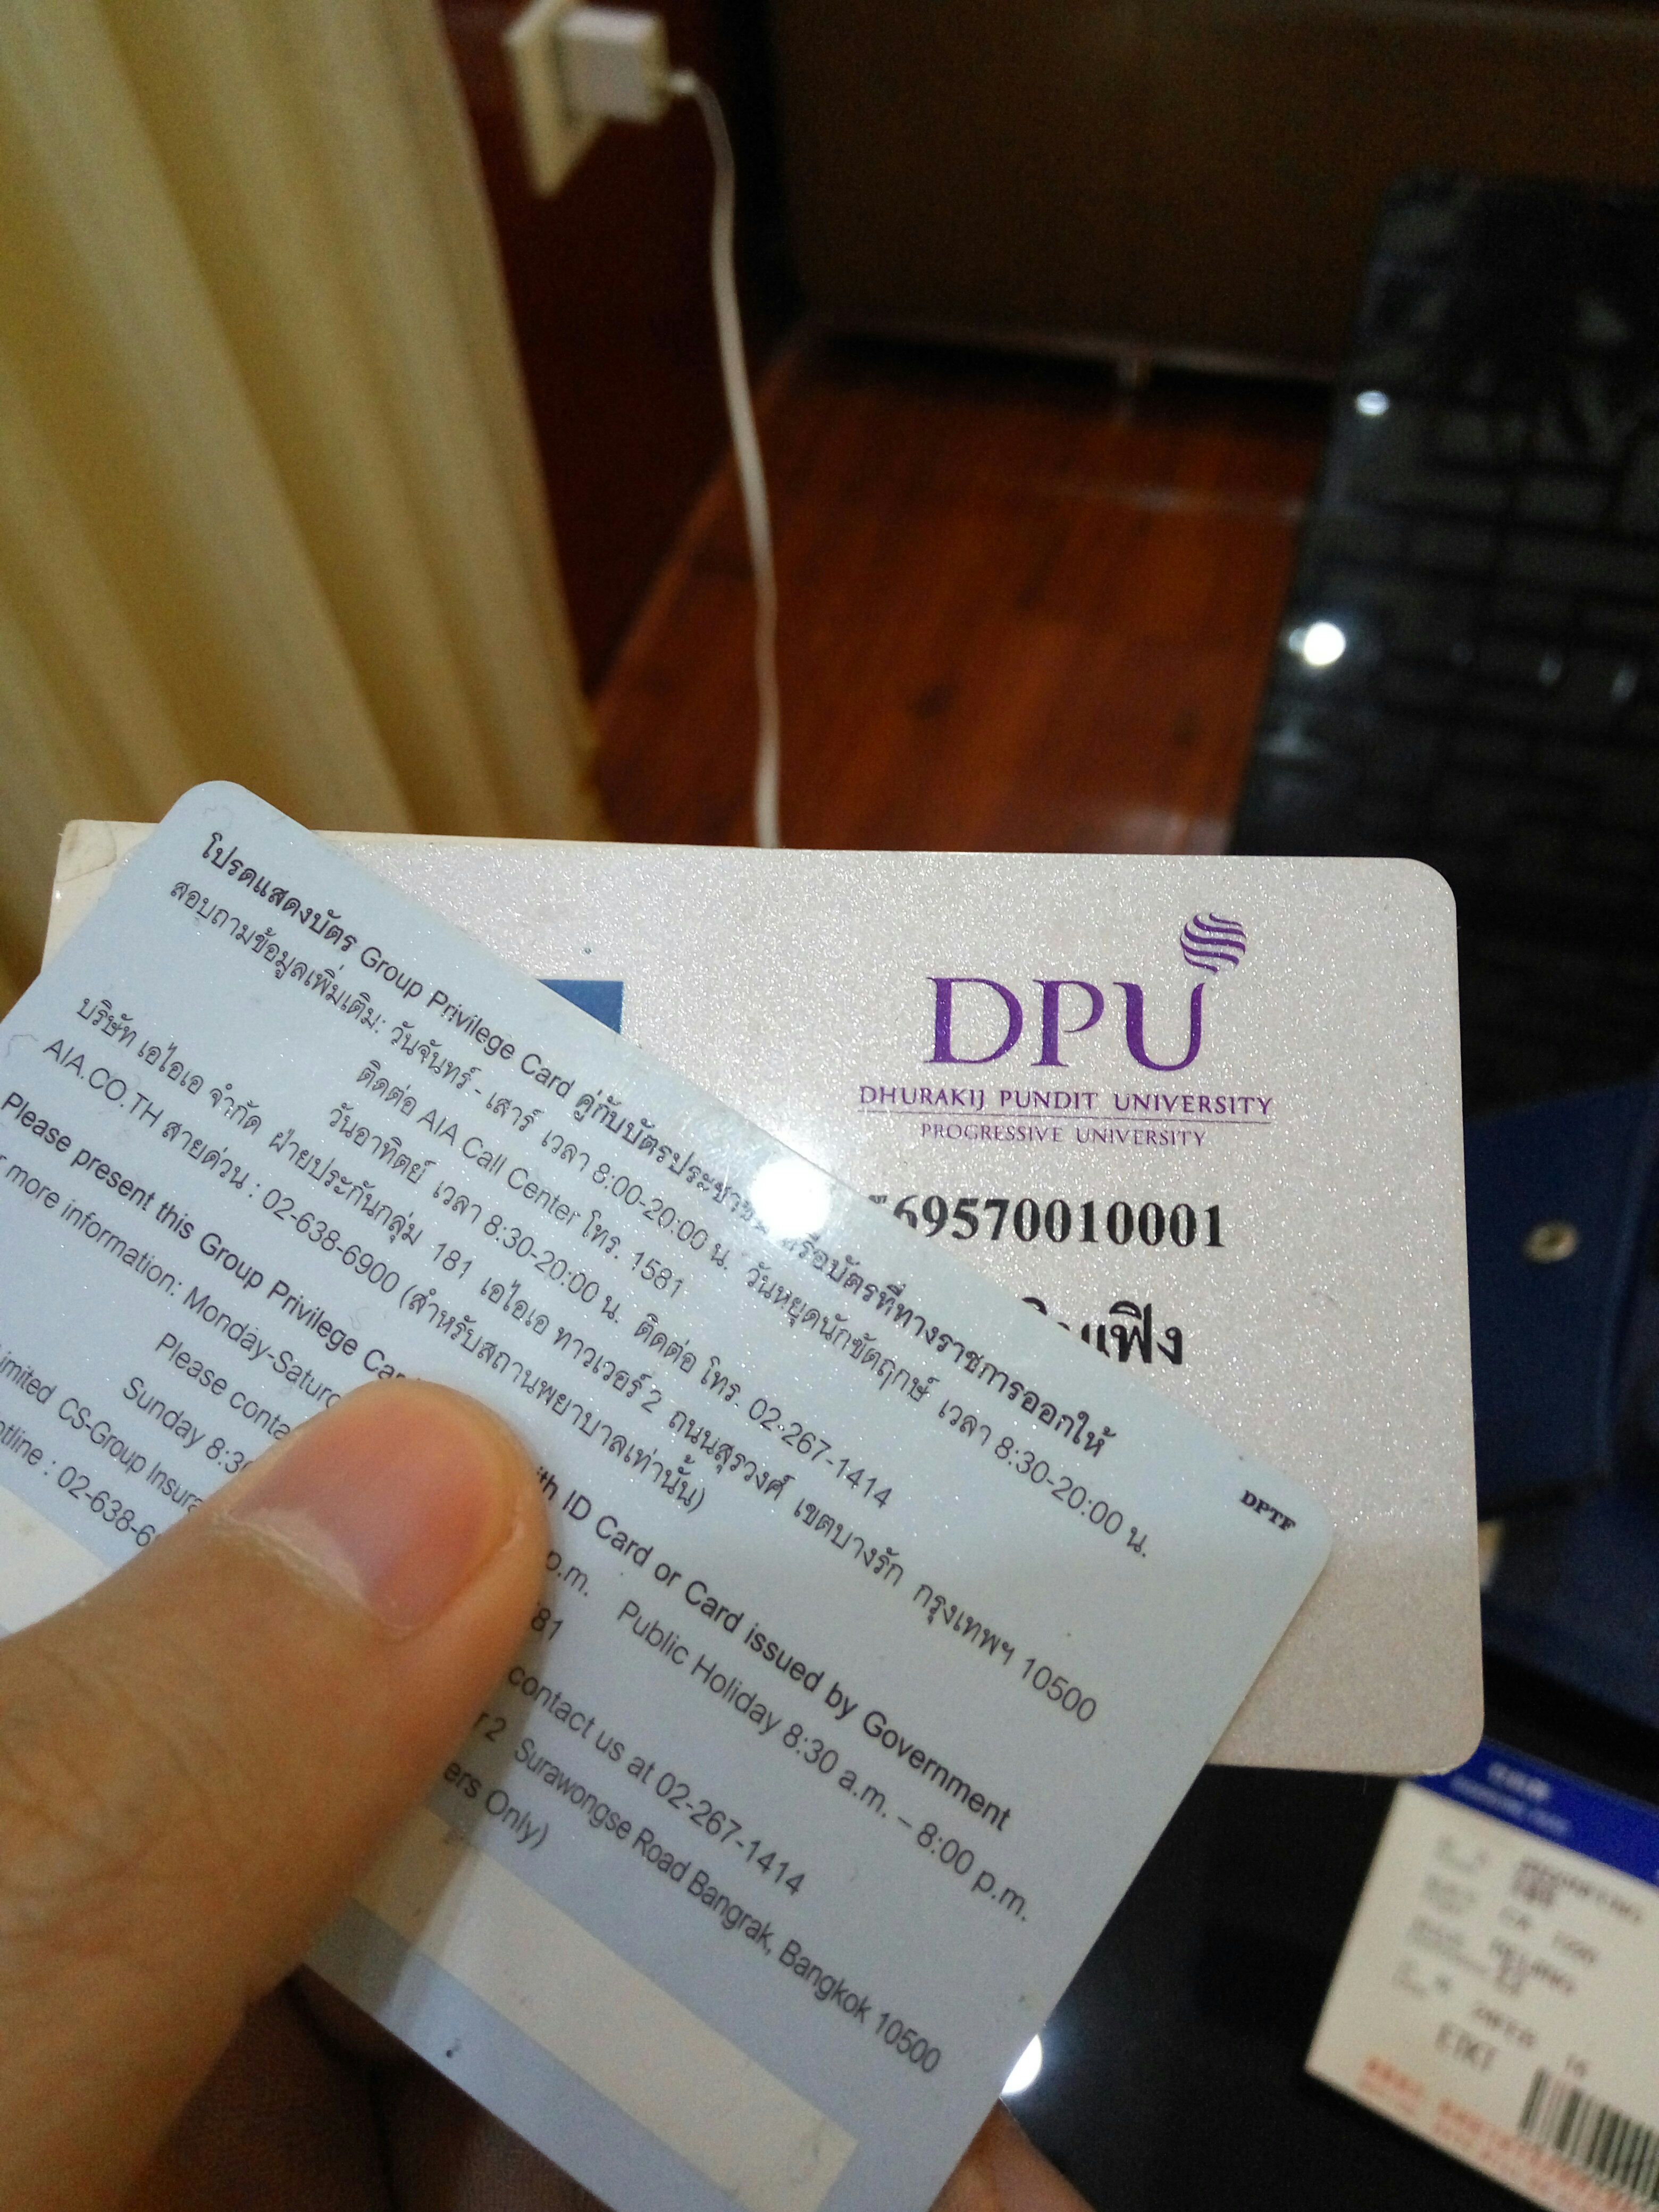 โปรดแสดงบัตร Group Privilege Card คู่กับบัตรประชาชนหรือบัตรที่ทางราชการออกให้
สอบถามข้อมูลเพิ่มเติม: วันจันทร์ - เสาร์ เวลา 8:00-20:00 น. วันหยุดนักขัตฤกษ์ เวลา 8:30-20:00 น.
ติดต่อ AIA Call Center โทร. 1581
วันอาทิตย์ เวลา 8:30-20:00 น. ติดต่อ โทร. 02-267-1414
บริษัท เอไอเอ จำกัด ฝ่ายประกันกลุ่ม 181 เอไอเอ ทาวเวอร์ 2 ถนนสุรวงศ์ เขตบางรัก กรุงเทพฯ 10500
AIA.CO.TH สายด่วน : 02-638-6900 (สำหรับสถานพยาบาลเท่านั้น)
Please present this Group Privilege Car ith ID Card or Card issued by Government
more information: Monday-Satur p.m. Public Holiday 8:30 a.m. – 8:00 p.m.
Please conta 81
Sunday 8:3 contact us at 02-267-1414
imited CS-Group Insura r 2 Surawongse Road Bangrak, Bangkok 10500
otline : 02-638-6 ers Only)
DPTF
DPU
DHURAKIJ PUNDIT UNIVERSITY
PROGRESSIVE UNIVERSITY
69570010001
ฟิง